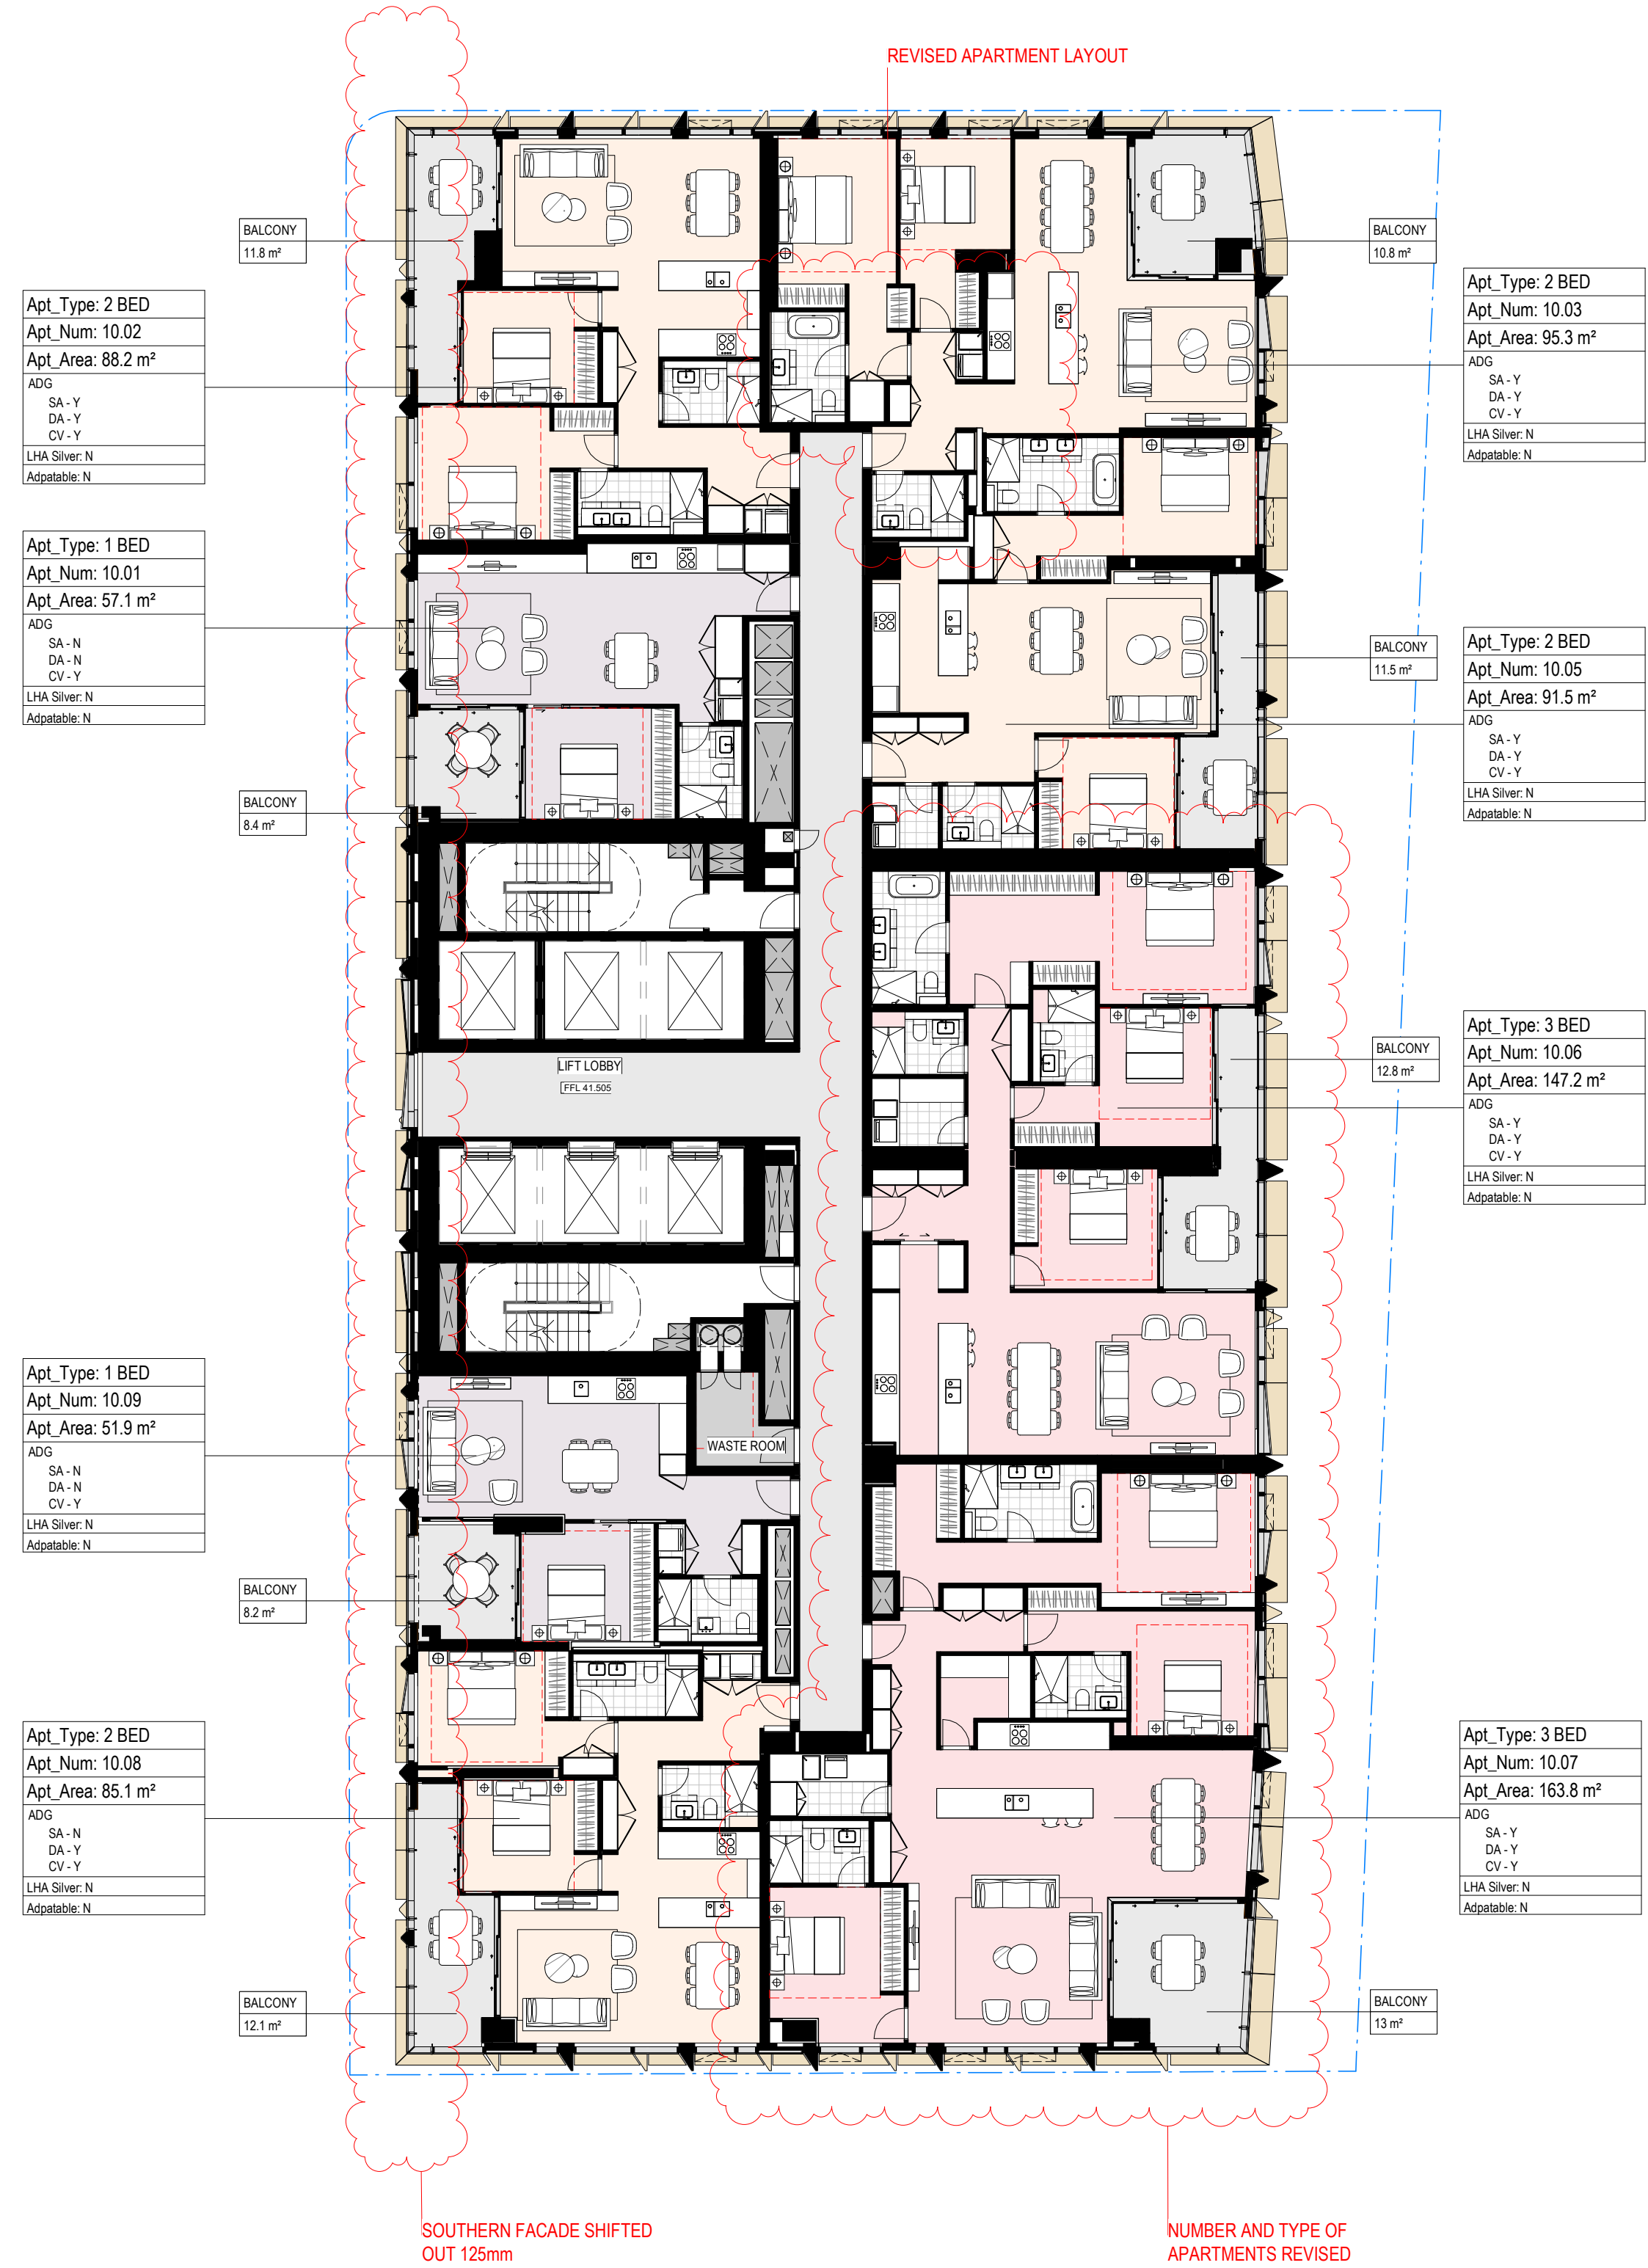 REVISED APARTMENT LAYOUT
BALCONY
11.8 m²
BALCONY
10.8 m²
Apt_Type: 2 BED
Apt_Num: 10.02
Apt_Area: 88.2 m²
ADG
SA - Y
DA - Y
CV - Y
LHA Silver: N
Adpatable: N
Apt_Type: 2 BED
Apt_Num: 10.03
Apt_Area: 95.3 m²
ADG
SA - Y
DA - Y
CV - Y
LHA Silver: N
Adpatable: N
Apt_Type: 1 BED
Apt_Num: 10.01
Apt_Area: 57.1 m²
ADG
SA - N
DA - N
CV - Y
LHA Silver: N
Adpatable: N
BALCONY
11.5 m²
Apt_Type: 2 BED
Apt_Num: 10.05
Apt_Area: 91.5 m²
ADG
SA - Y
DA - Y
CV - Y
LHA Silver: N
Adpatable: N
BALCONY
8.4 m²
LIFT LOBBY
FFL 41.505
BALCONY
12.8 m²
Apt_Type: 3 BED
Apt_Num: 10.06
Apt_Area: 147.2 m²
ADG
SA - Y
DA - Y
CV - Y
LHA Silver: N
Adpatable: N
Apt_Type: 1 BED
Apt_Num: 10.09
Apt_Area: 51.9 m²
ADG
SA - N
DA - N
CV - Y
LHA Silver: N
Adpatable: N
WASTE ROOM
BALCONY
8.2 m²
Apt_Type: 2 BED
Apt_Num: 10.08
Apt_Area: 85.1 m²
ADG
SA - N
DA - Y
CV - Y
LHA Silver: N
Adpatable: N
Apt_Type: 3 BED
Apt_Num: 10.07
Apt_Area: 163.8 m²
ADG
SA - Y
DA - Y
CV - Y
LHA Silver: N
Adpatable: N
BALCONY
12.1 m²
BALCONY
13 m²
SOUTHERN FACADE SHIFTED
OUT 125mm
NUMBER AND TYPE OF
APARTMENTS REVISED